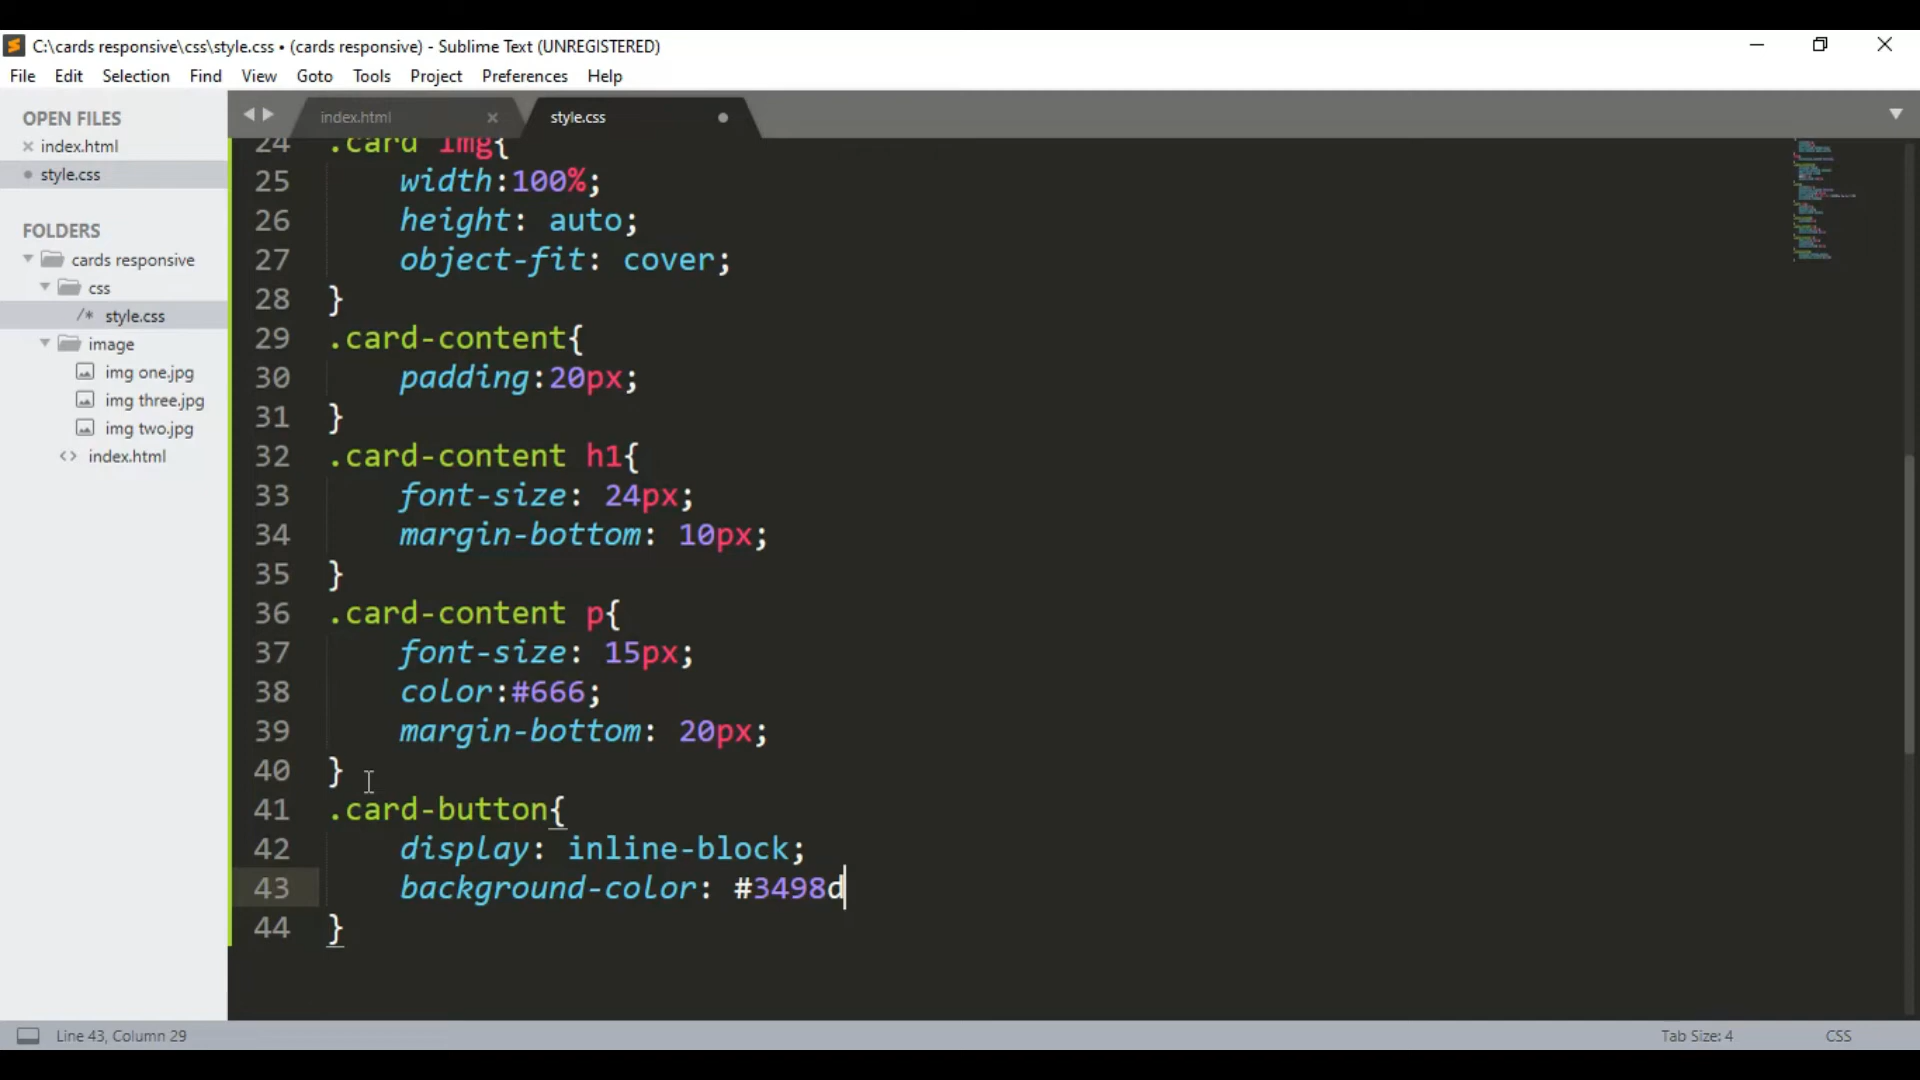 C:\cards responsive\css\style.css • (cards responsive) - Sublime Text (UNREGISTERED)
File Edit Selection Find View Goto Tools Project Preferences Help
OPEN FILES
index.html
style.css
FOLDERS
cards responsive
css
/* style.css
image
img one.jpg
img three.jpg
img two.jpg
<> index.html
index.html
style.css
24 .card img{
25 width:100%;
26 height: auto;
27 object-fit: cover;
28 }
29 .card-content{
30 padding:20px;
31 }
32 .card-content h1{
33 font-size: 24px;
34 margin-bottom: 10px;
35 }
36 .card-content p{
37 font-size: 15px;
38 color:#666;
39 margin-bottom: 20px;
40 }
41 .card-button{
42 display: inline-block;
43 background-color: #3498d
44 }
Line 43, Column 29
Tab Size: 4
CSS